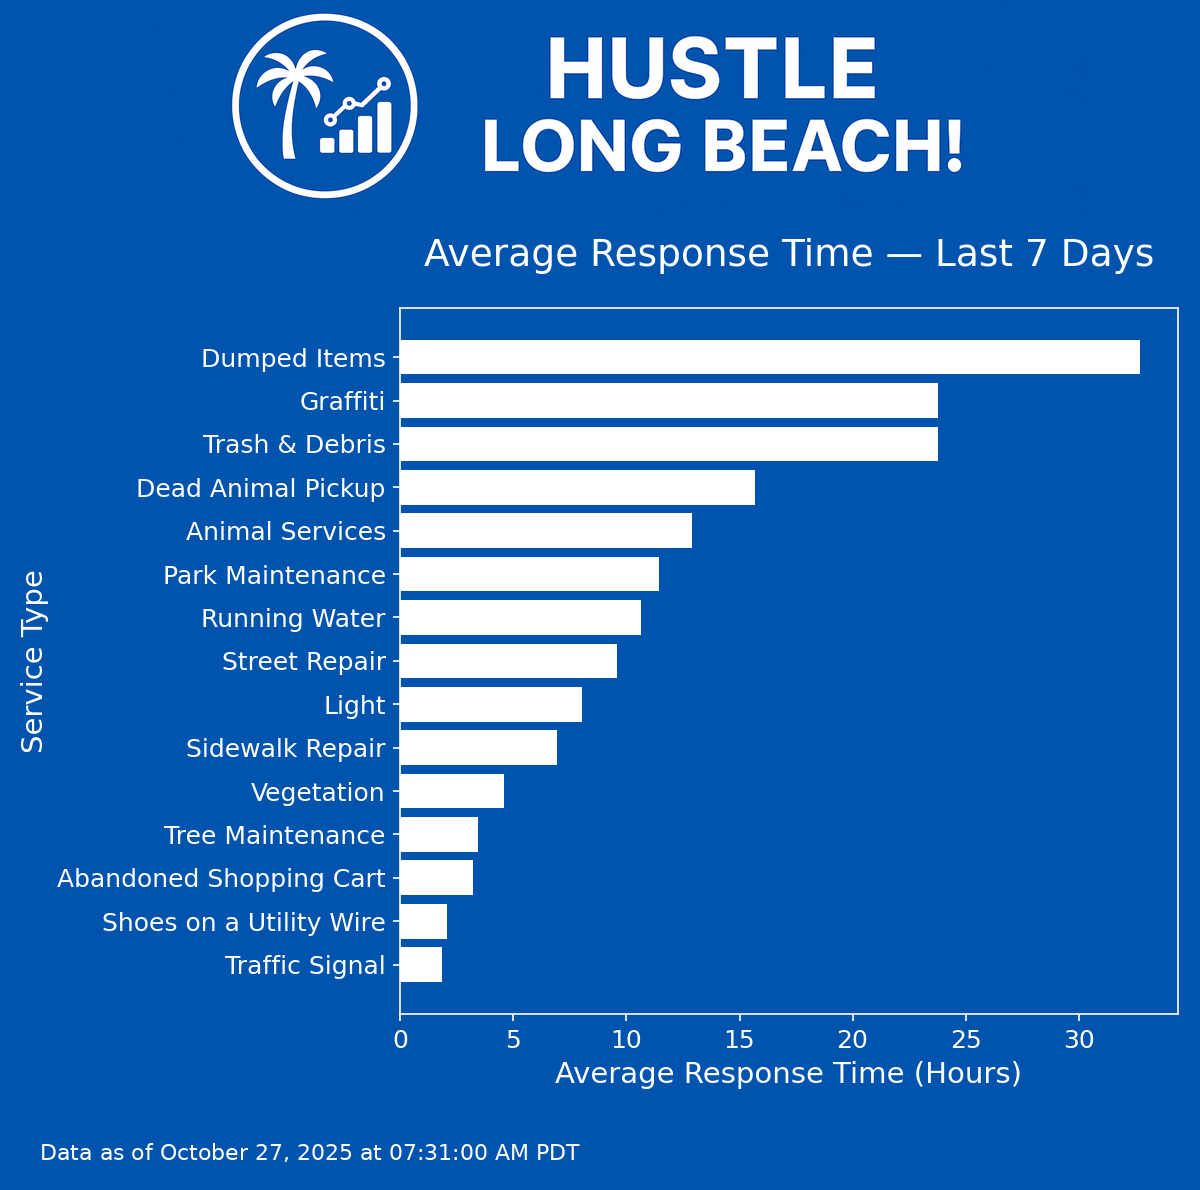 HUSTLE
LONG BEACH!
Average Response Time — Last 7 Days
Service Type
Dumped Items
Graffiti
Trash & Debris
Dead Animal Pickup
Animal Services
Park Maintenance
Running Water
Street Repair
Light
Sidewalk Repair
Vegetation
Tree Maintenance
Abandoned Shopping Cart
Shoes on a Utility Wire
Traffic Signal
0 5 10 15 20 25 30
Average Response Time (Hours)
Data as of October 27, 2025 at 07:31:00 AM PDT